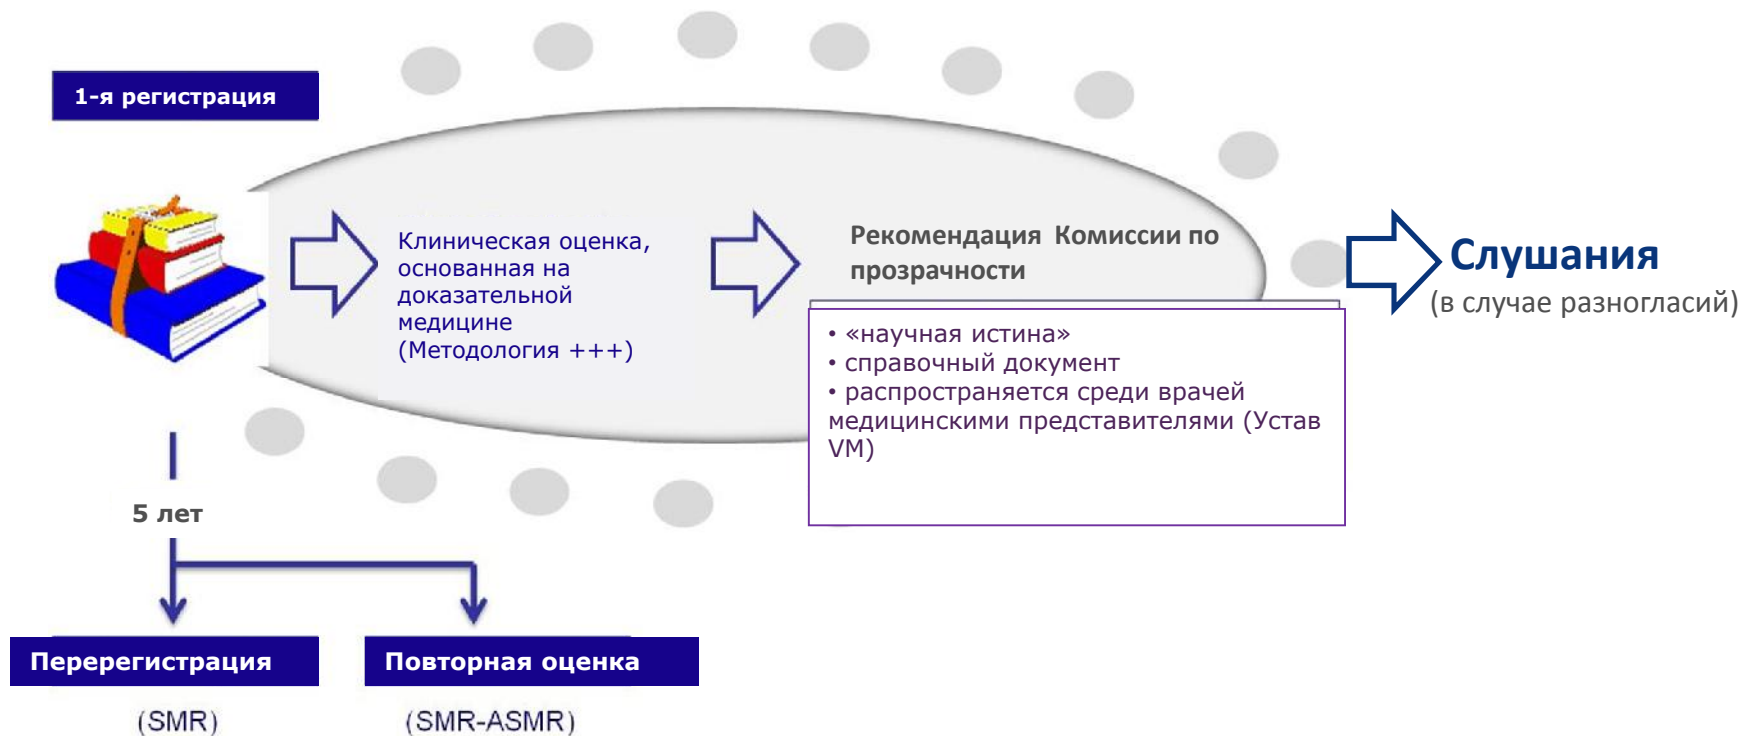 1-я регистрация
Клиническая оценка,
основанная на
доказательной
медицине
(Методология +++)
Рекомендация Комиссии по
прозрачности
• «научная истина»
• справочный документ
• распространяется среди врачей
медицинскими представителями (Устав
VM)
Слушания
(в случае разногласий)
5 лет
Перерегистрация
(SMR)
Повторная оценка
(SMR-ASMR)